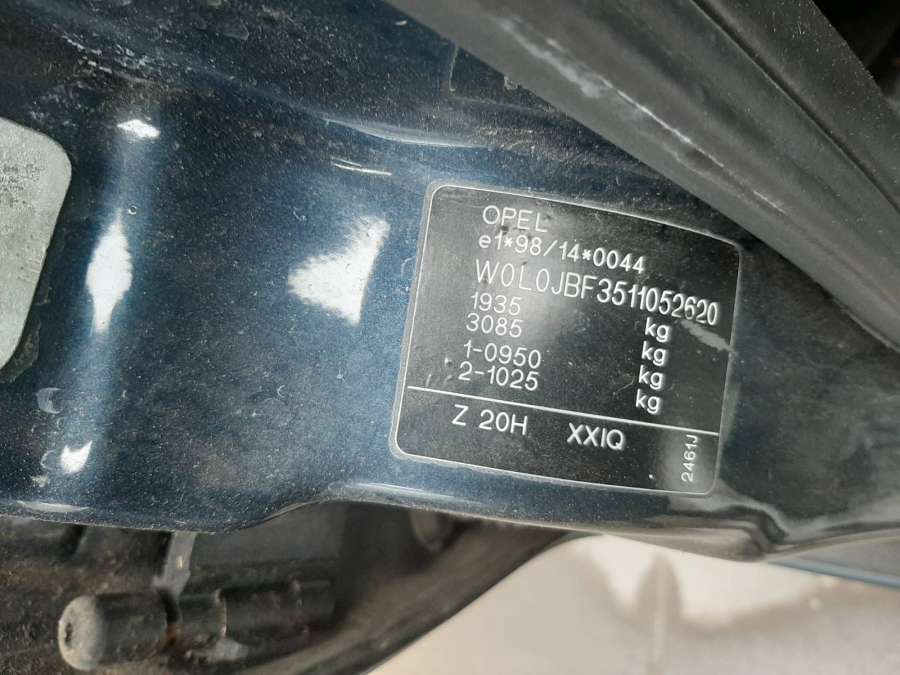 OPEL
e1*98/14*0044
W0L0JBF3511052620
1935 kg
3085 kg
1-0950 kg
2-1025 kg
Z 20H XXIQ
2461J